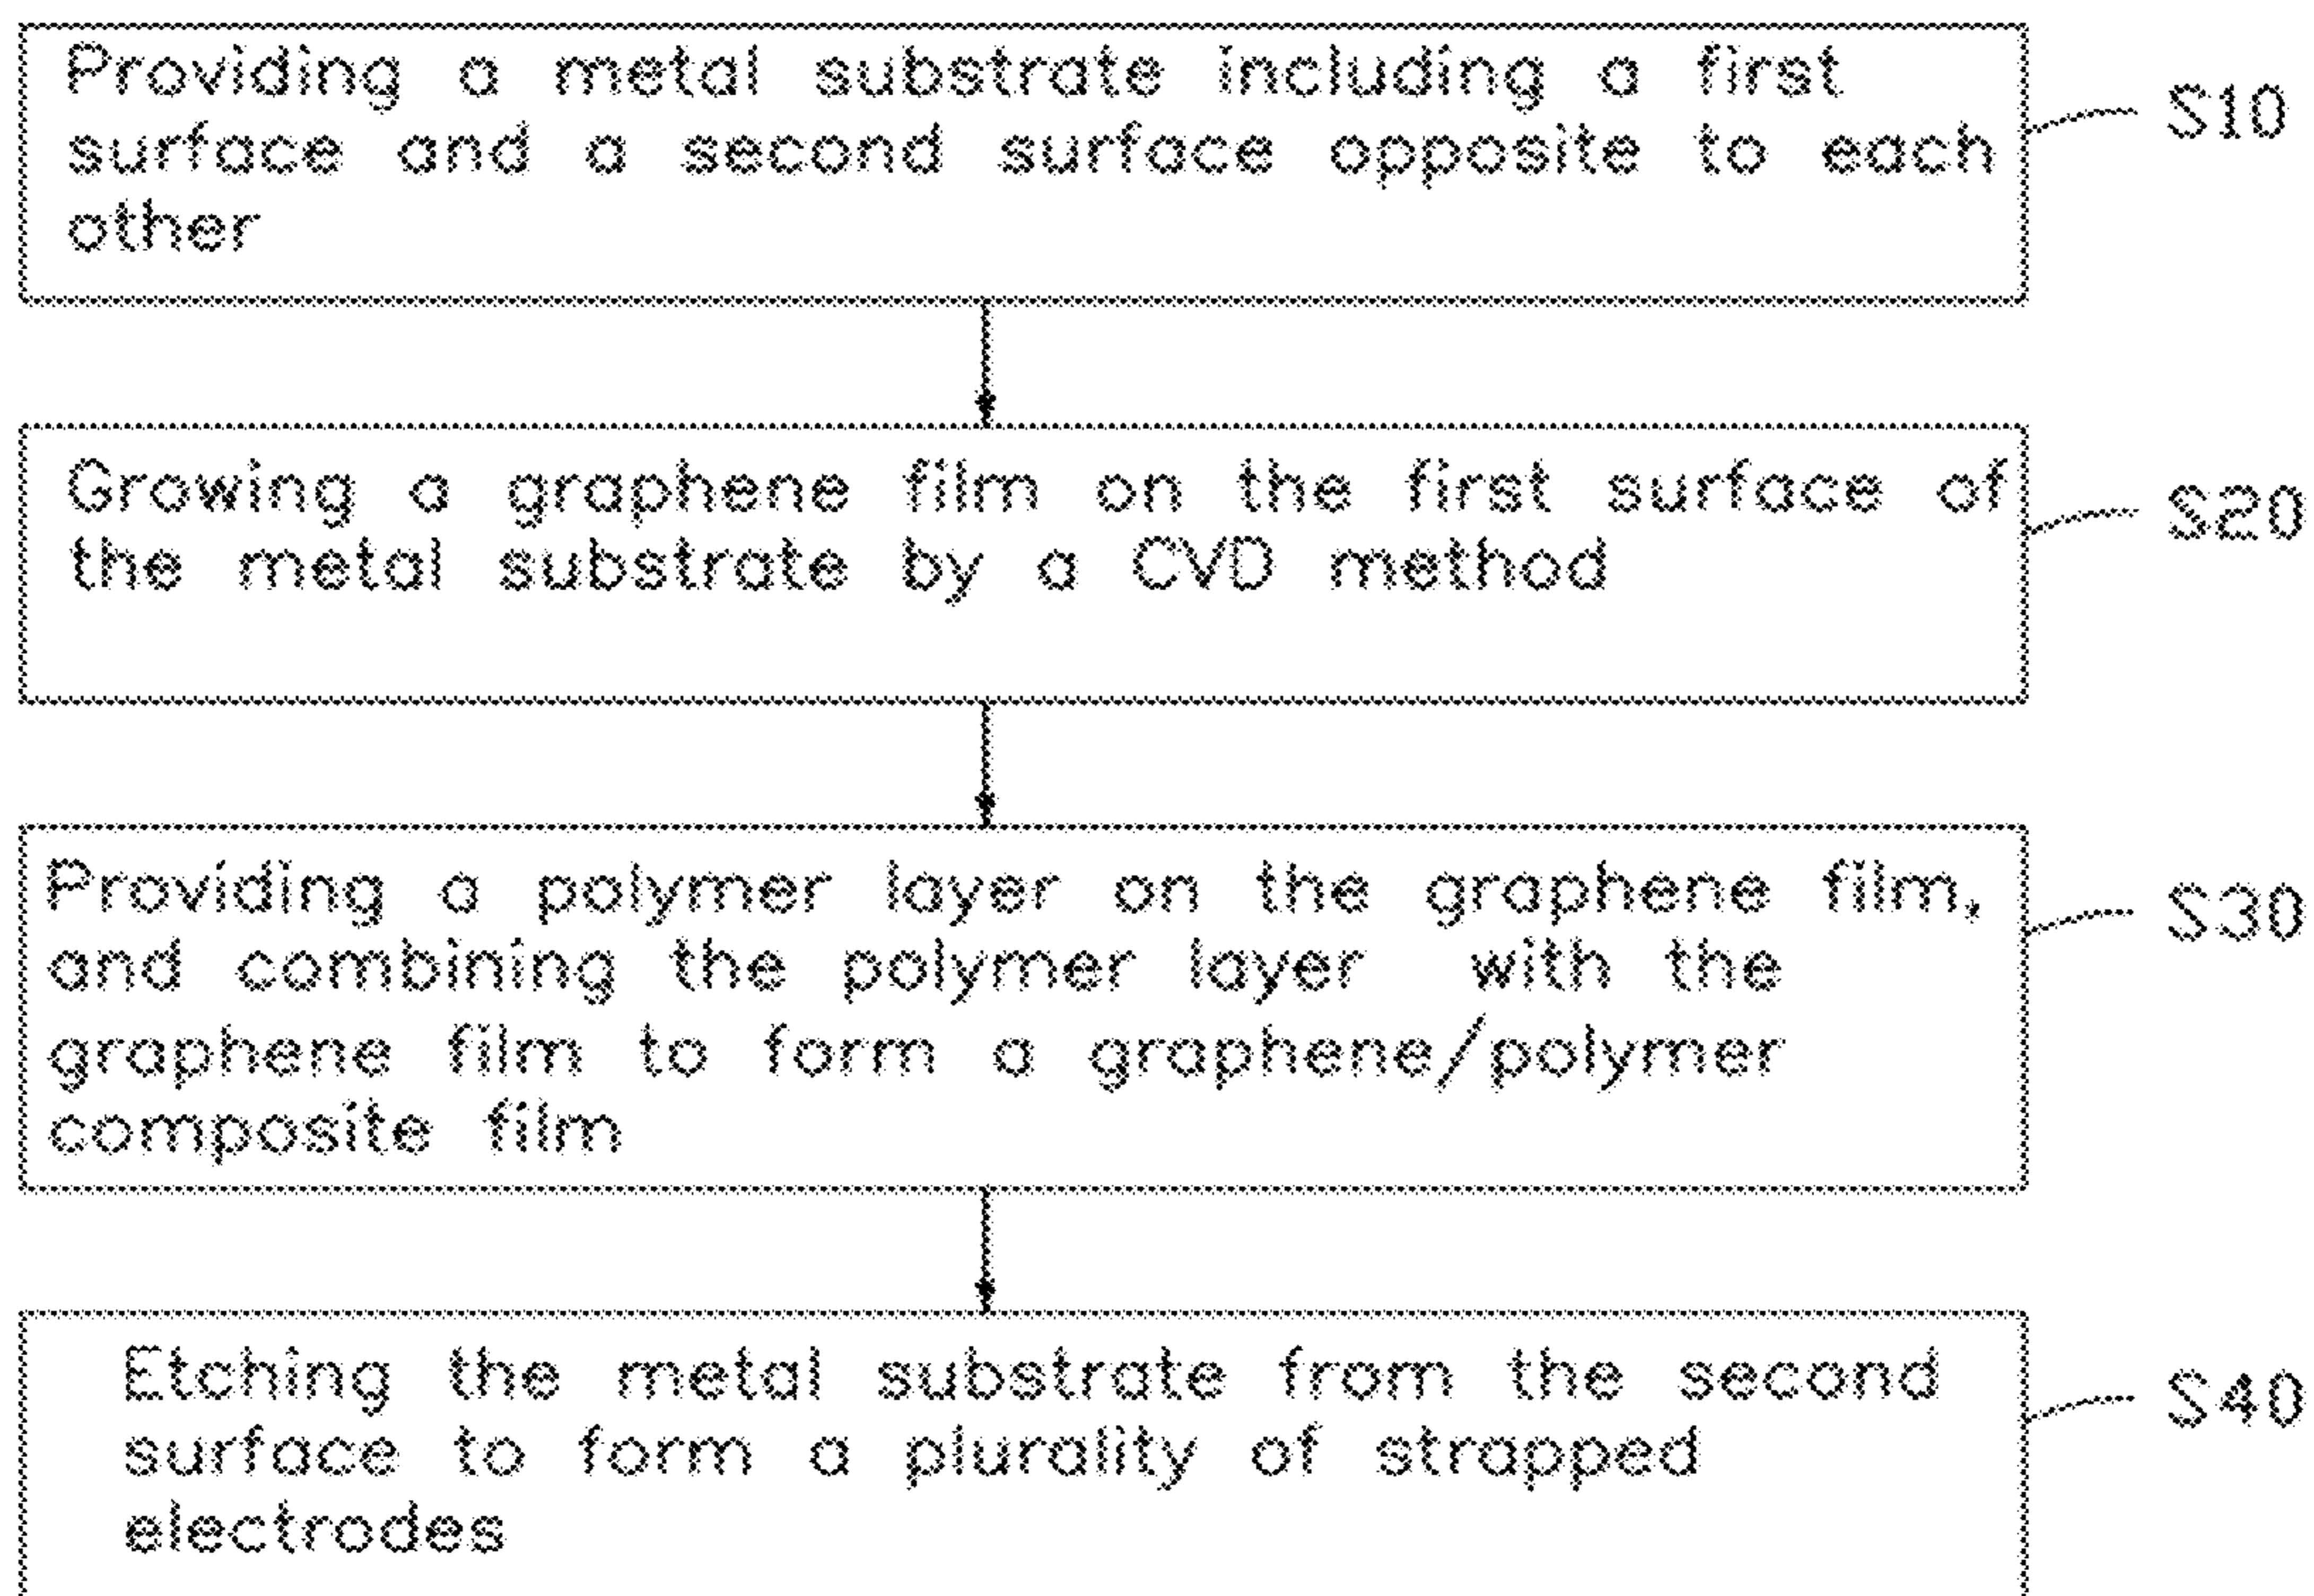 Providing a metal substrate including a first
surface and a second surface opposite to each
other
S10
Growing a graphene film on the first surface of
the metal substrate by a CVD method
S20
Providing a polymer layer on the graphene film,
and combining the polymer layer with the
graphene film to form a graphene/polymer
composite film
S30
Etching the metal substrate from the second
surface to form a plurality of strapped
electrodes
S40